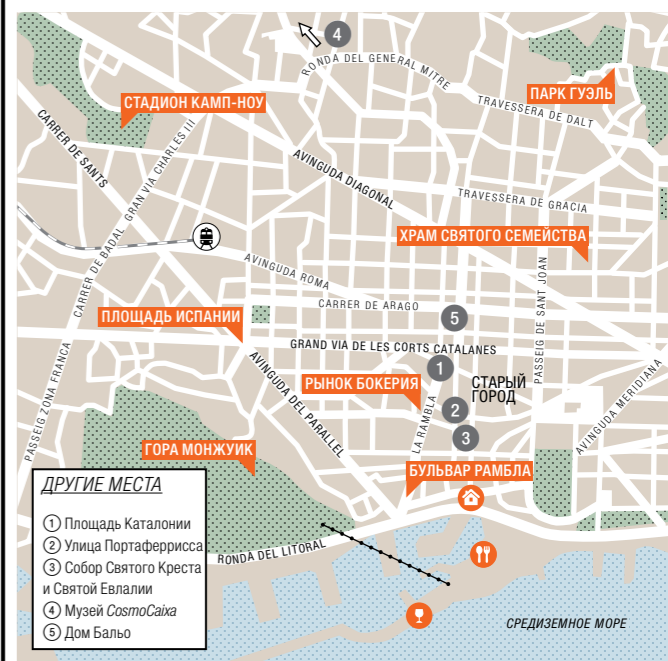 4
RONDA DEL GENERAL MITRE
ПАРК ГУЭЛЬ
СТАДИОН КАМП-НОУ
TRAVESSERA DE DALT
CARRER DE SANTS
GRAN VIA CHARLES III
AVINGUDA DIAGONAL
TRAVESSERA DE GRACIA
ХРАМ СВЯТОГО СЕМЕЙСТВА
CARRER DE BADAL
AVINGUDA ROMA
PASSEIG DE SANT JOAN
CARRER DE ARAGO
ПЛОЩАДЬ ИСПАНИИ
5
GRAND VIA DE LES CORTS CATALANES
1
РЫНОК БОКЕРИЯ
СТАРЫЙ
ГОРОД
AVINGUDA DEL PARALLEL
PASSEIG ZONA FRANCA
LA RAMBLA
2
AVINGUDA MERIDIANA
3
ГОРА МОНЖУИК
БУЛЬВАР РАМБЛА
ДРУГИЕ МЕСТА
1 Площадь Каталонии
2 Улица Портаферрисса
3 Собор Святого Креста
и Святой Евлалии
4 Музей CosmoCaixa
5 Дом Бальо
RONDA DEL LITORAL
СРЕДИЗЕМНОЕ МОРЕ